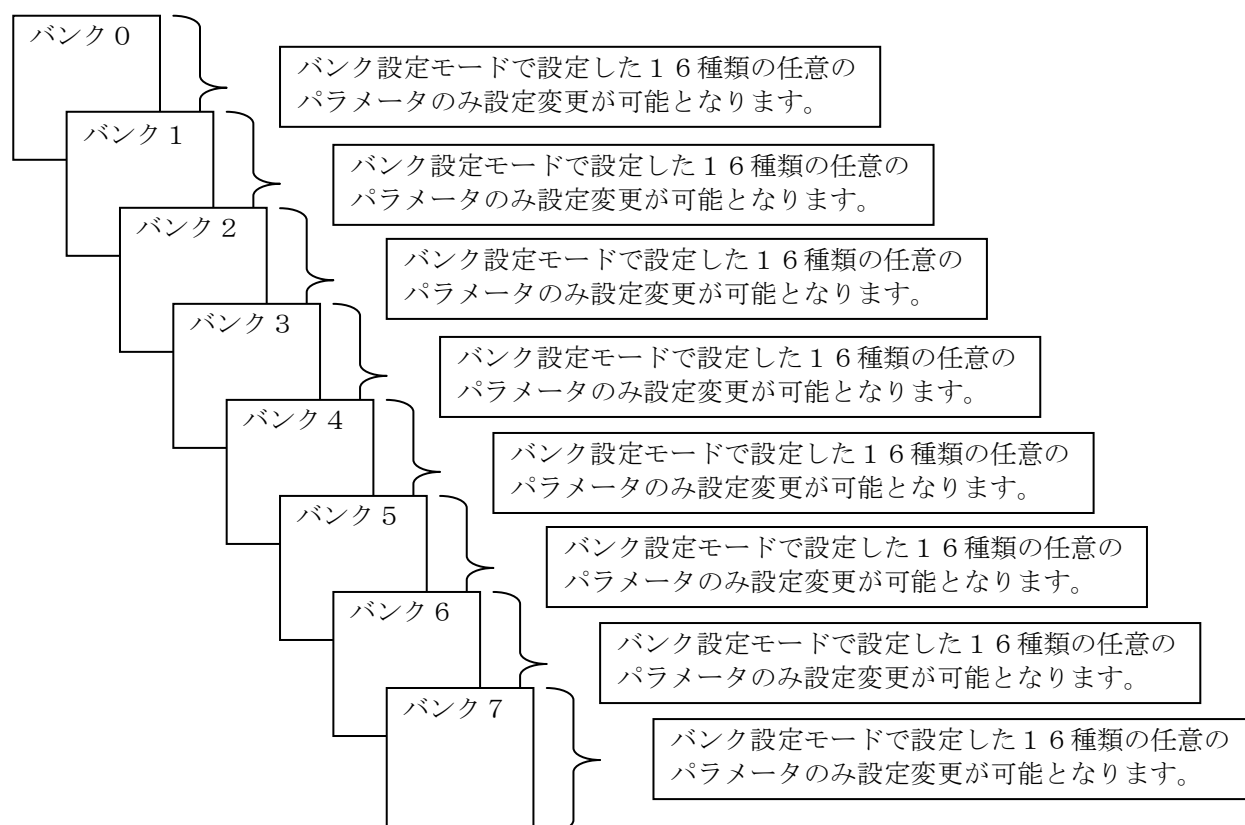 バンク０
バンク設定モードで設定した１６種類の任意の
パラメータのみ設定変更が可能となります。
バンク１
バンク設定モードで設定した１６種類の任意の
パラメータのみ設定変更が可能となります。
バンク２
バンク設定モードで設定した１６種類の任意の
パラメータのみ設定変更が可能となります。
バンク３
バンク設定モードで設定した１６種類の任意の
パラメータのみ設定変更が可能となります。
バンク４
バンク設定モードで設定した１６種類の任意の
パラメータのみ設定変更が可能となります。
バンク５
バンク設定モードで設定した１６種類の任意の
パラメータのみ設定変更が可能となります。
バンク６
バンク設定モードで設定した１６種類の任意の
パラメータのみ設定変更が可能となります。
バンク７
バンク設定モードで設定した１６種類の任意の
パラメータのみ設定変更が可能となります。